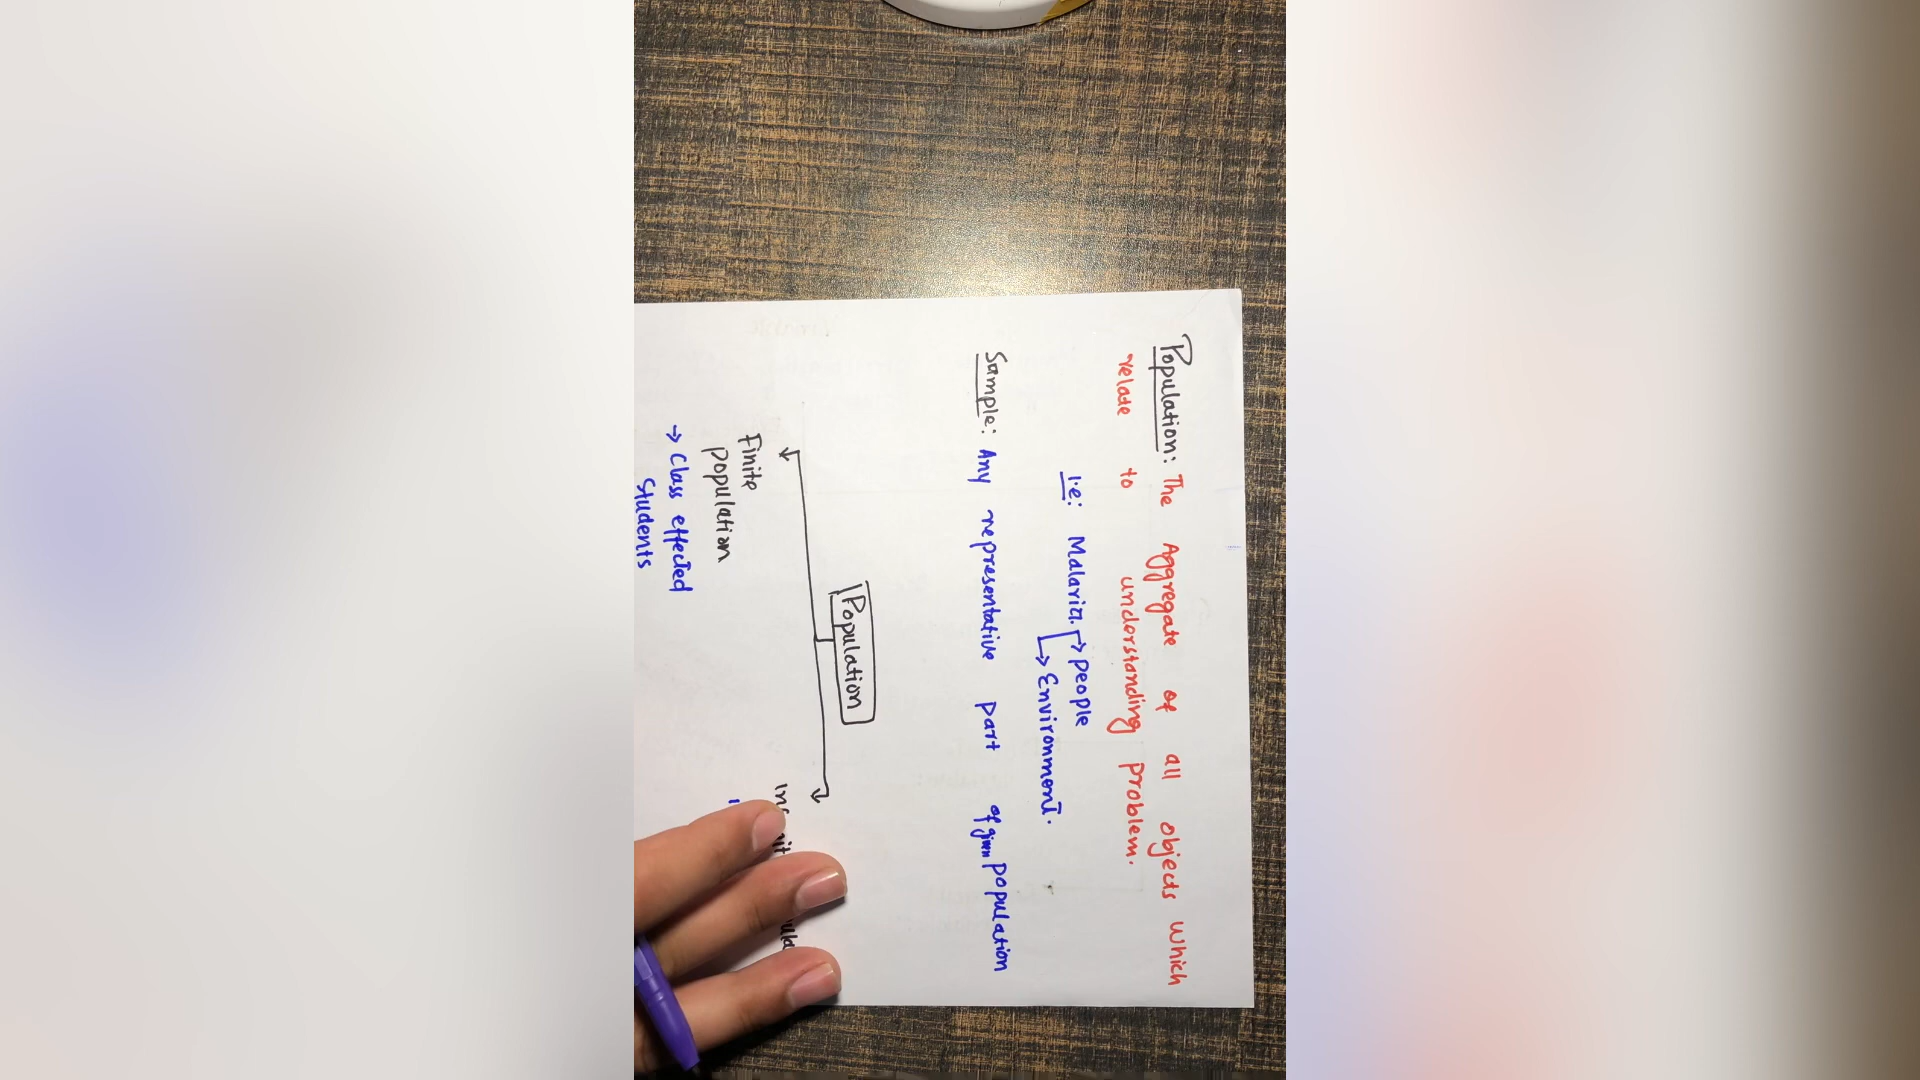 Population: The Aggregate of all objects which
relate to understanding problem.
i.e: Malaria. → people
→ Environment.
Sample: Any representative part of given population
Population
Finite
population
→ Class effected
students